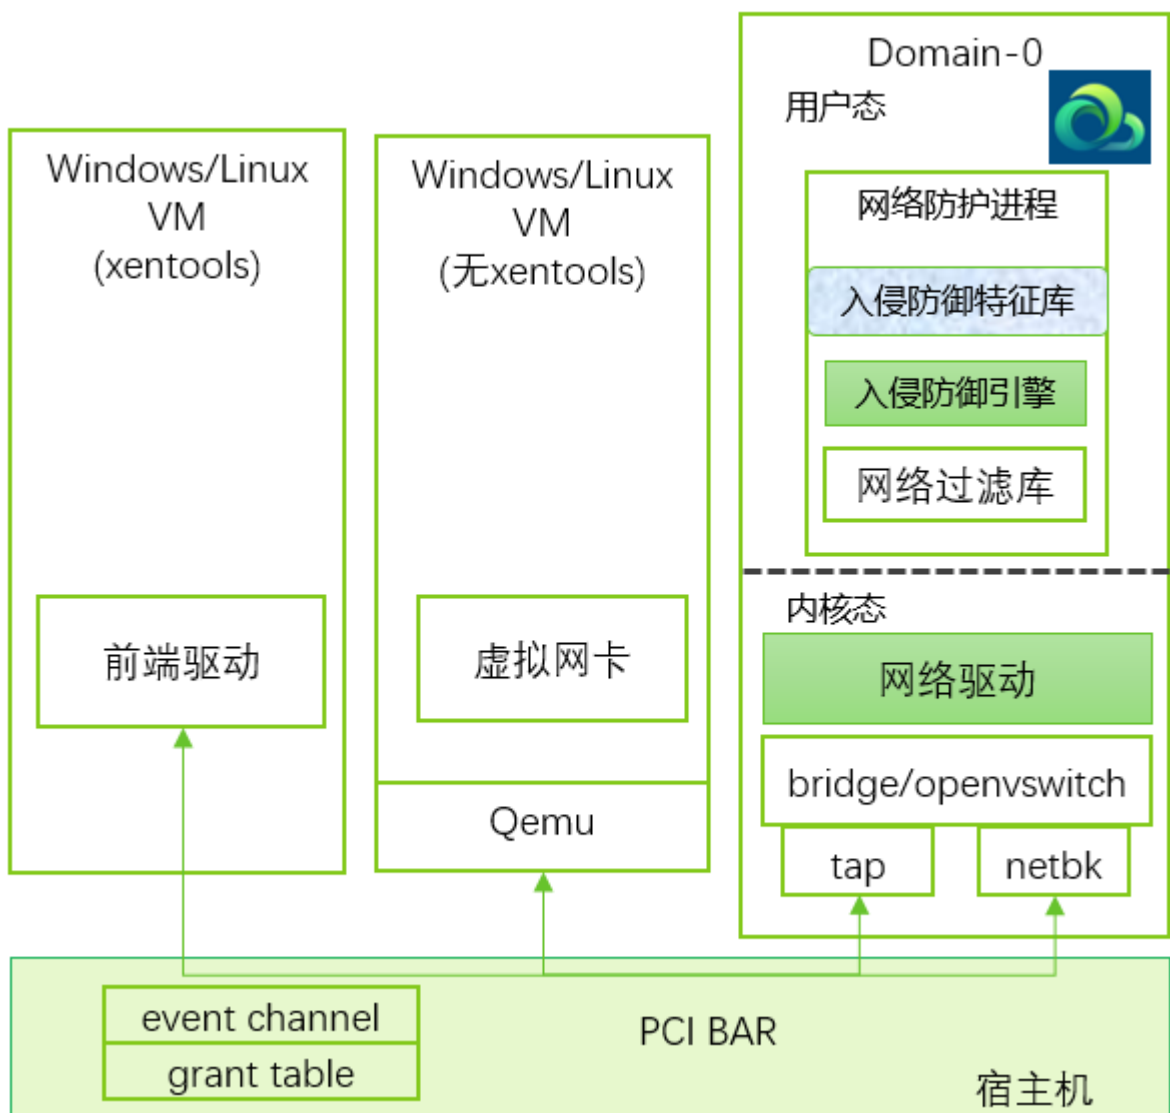 Windows/Linux
VM
(xentools)
前端驱动
Windows/Linux
VM
(无xentools)
虚拟网卡
Qemu
Domain-0
用户态
网络防护进程
入侵防御特征库
入侵防御引擎
网络过滤库
内核态
网络驱动
bridge/openvswitch
tap
netbk
event channel
grant table
PCI BAR
宿主机